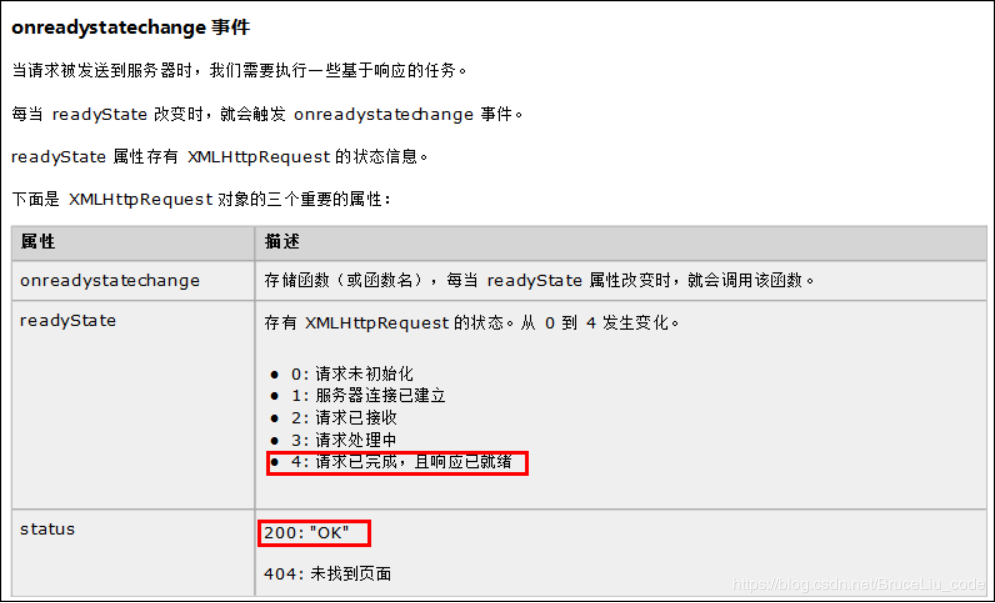 onreadystatechange 事件
当请求被发送到服务器时，我们需要执行一些基于响应的任务。
每当 readyState 改变时，就会触发 onreadystatechange 事件。
readyState 属性存有 XMLHttpRequest 的状态信息。
下面是 XMLHttpRequest 对象的三个重要的属性：
属性 描述
onreadystatechange 存储函数（或函数名），每当 readyState 属性改变时，就会调用该函数。
readyState 存有 XMLHttpRequest 的状态。从 0 到 4 发生变化。
● 0: 请求未初始化
● 1: 服务器连接已建立
● 2: 请求已接收
● 3: 请求处理中
● 4: 请求已完成，且响应已就绪
status 200: "OK"
404: 未找到页面
https://blog.csdn.net/BruceLiu_code